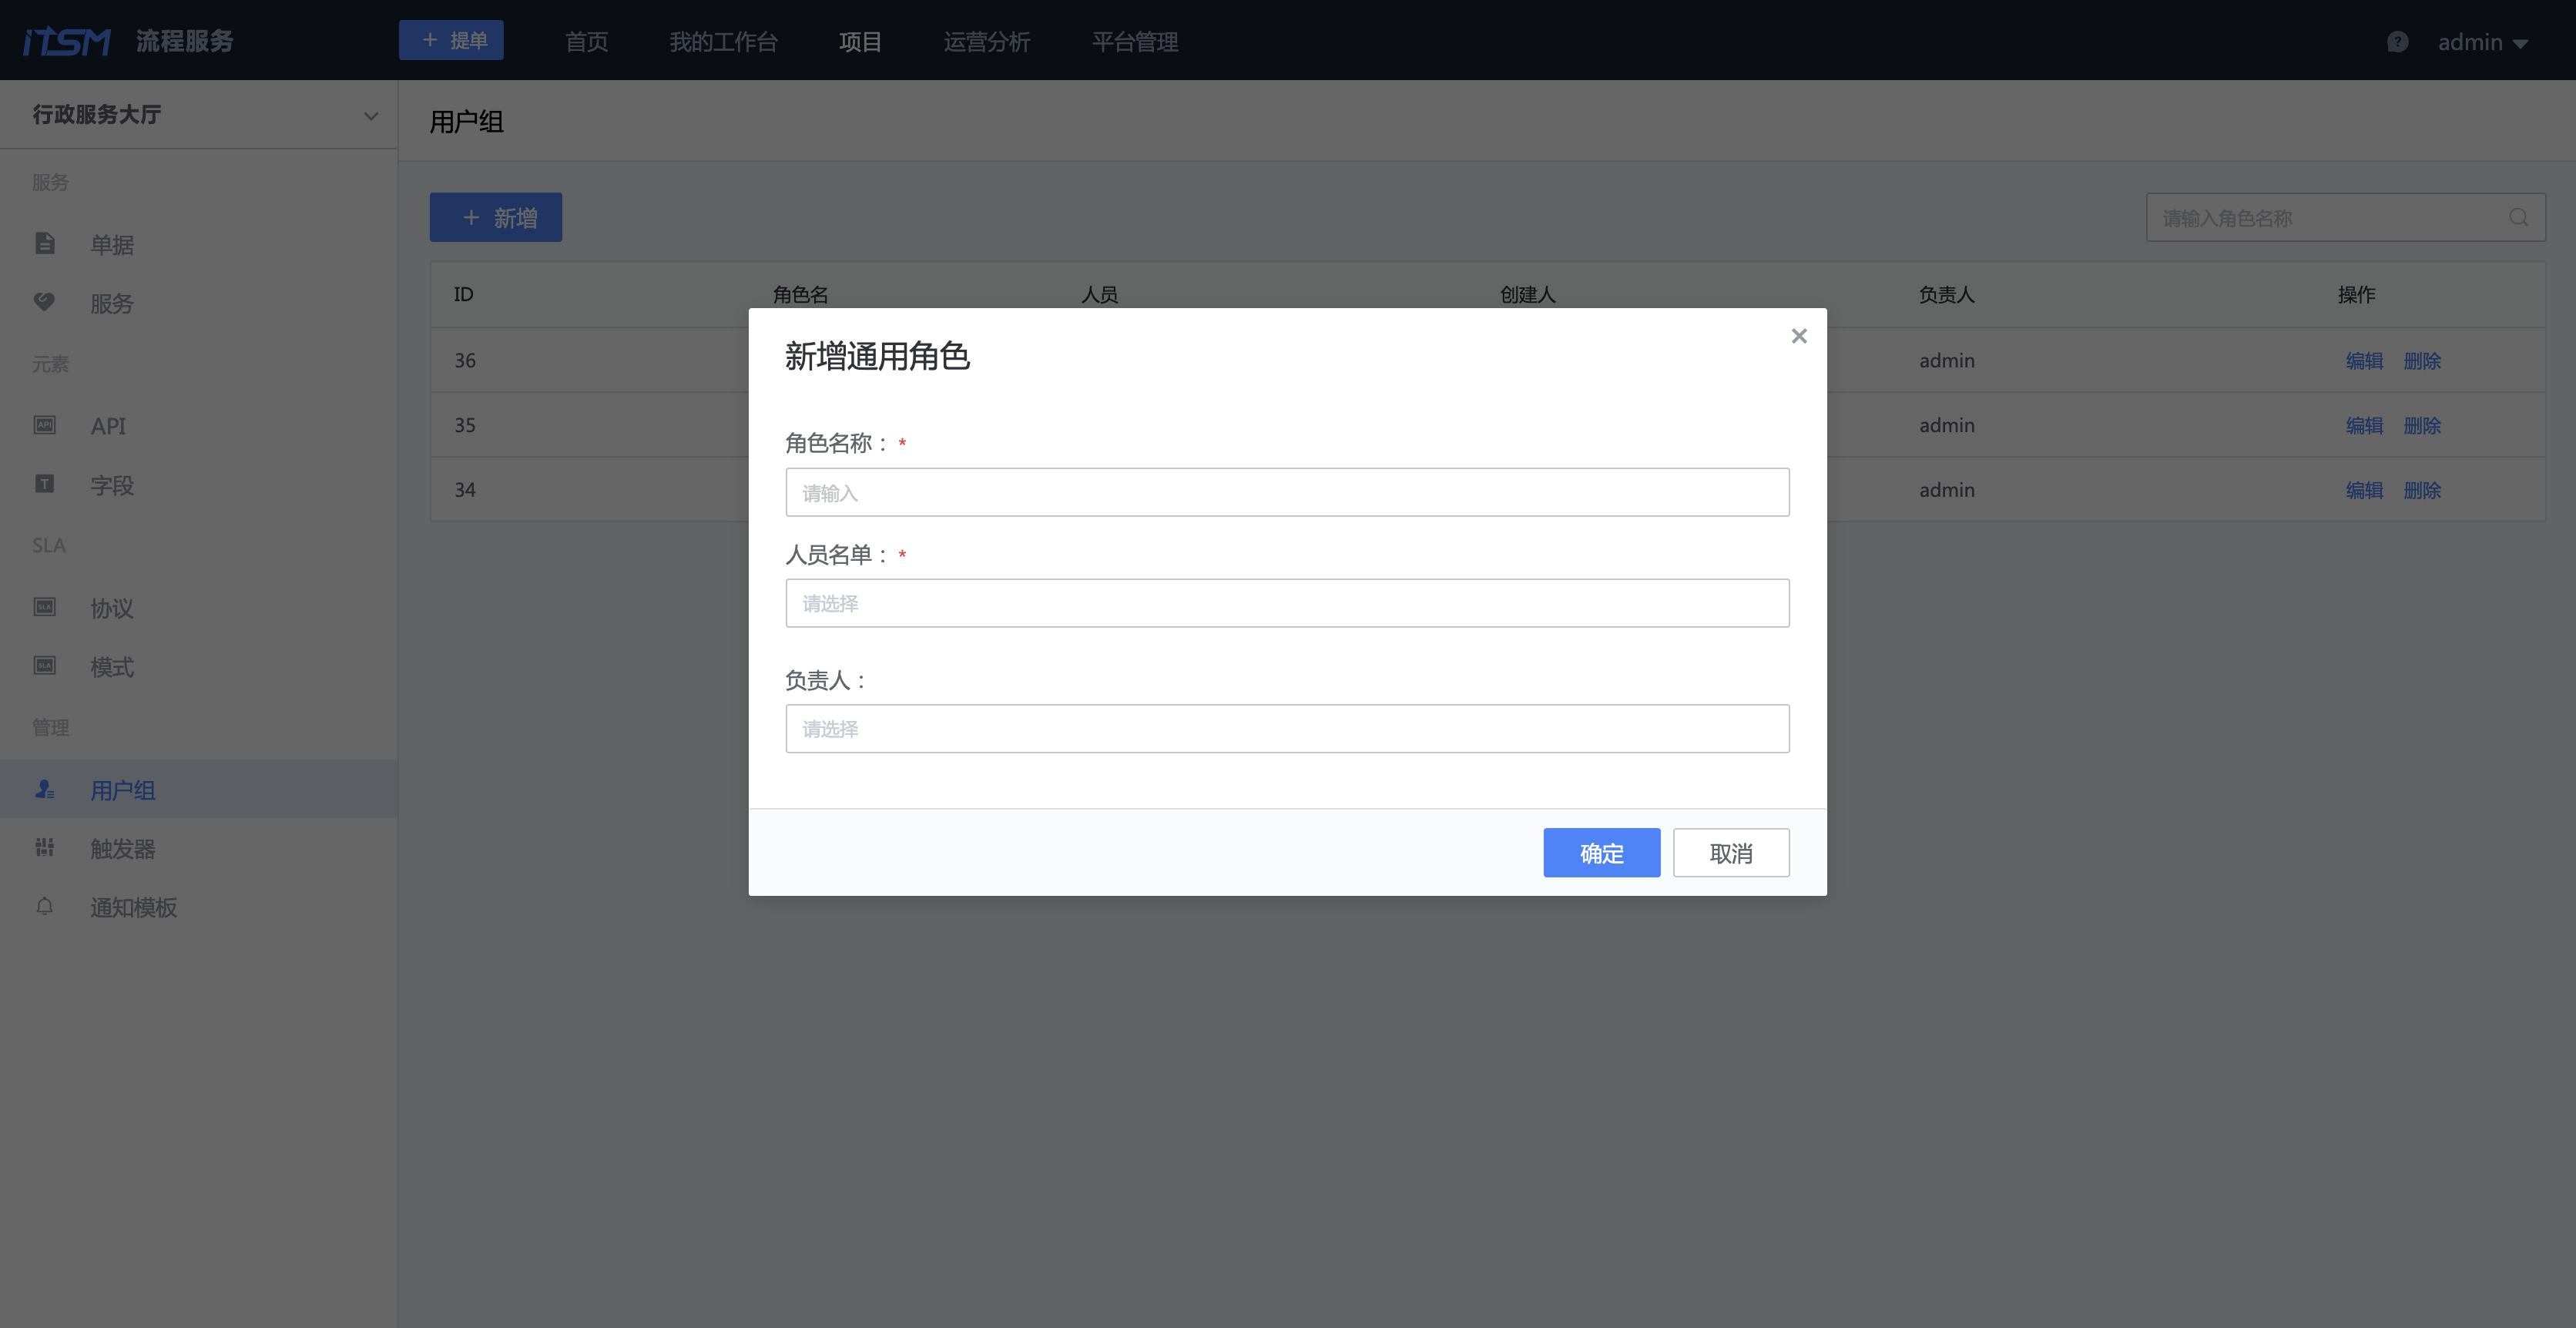 ITSM 流程服务 + 提单 首页 我的工作台 项目 运营分析 平台管理 ? admin
行政服务大厅
用户组
服务
+ 新增
请输入角色名称
单据
服务
ID 角色名 人员 创建人 负责人 操作
新增通用角色
36 admin 编辑 删除
元素
API
35 admin 编辑 删除
角色名称： *
请输入
字段
34 admin 编辑 删除
SLA
人员名单： *
请选择
协议
模式
负责人：
请选择
管理
用户组
触发器
确定 取消
通知模板